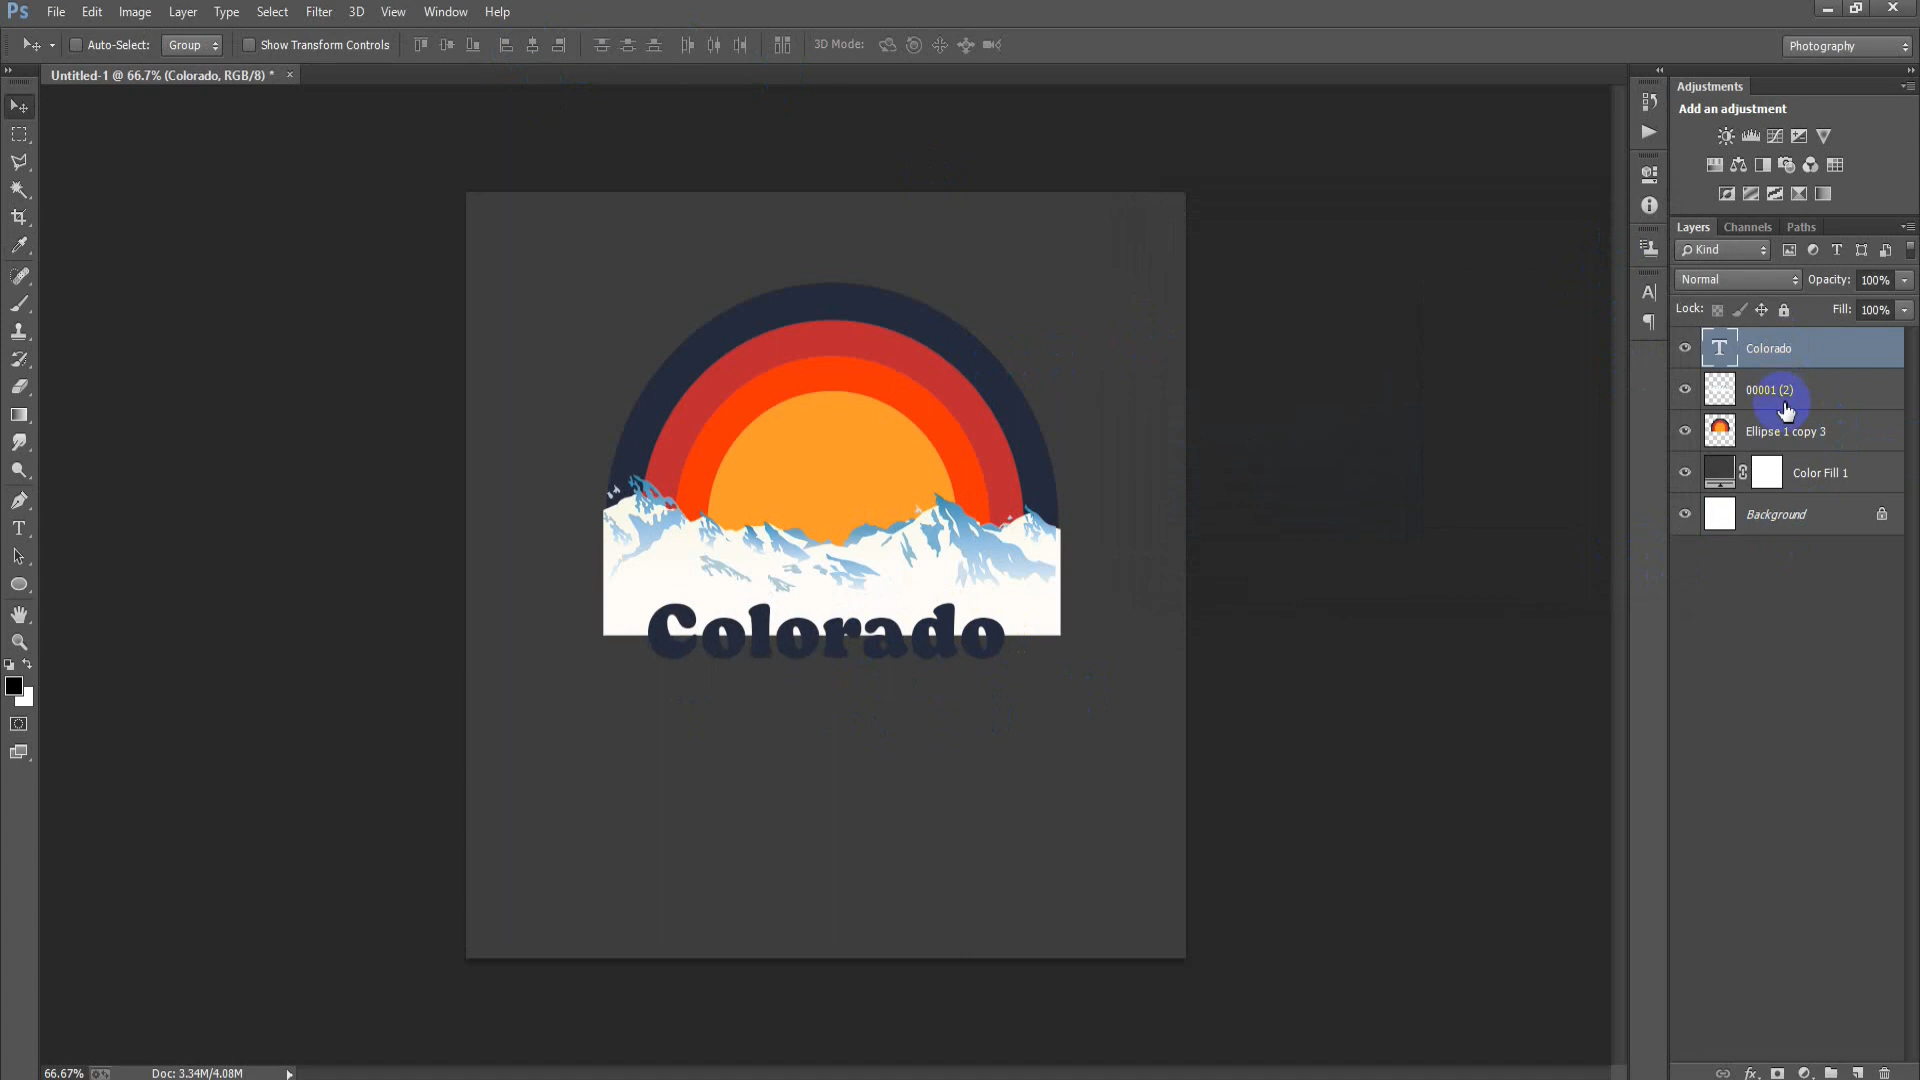 Ps File Edit Image Layer Type Select Filter 3D View Window Help
Auto-Select: Group Show Transform Controls 3D Mode: Photography
Untitled-1 @ 66.7% (Colorado, RGB/8) * ×
Adjustments
Add an adjustment
Layers Channels Paths
Kind
Normal Opacity: 100%
Lock: Fill: 100%
T Colorado
00001 (2)
Ellipse 1 copy 3
Color Fill 1
Background
Colorado
66.67% Doc: 3.34M/4.08M